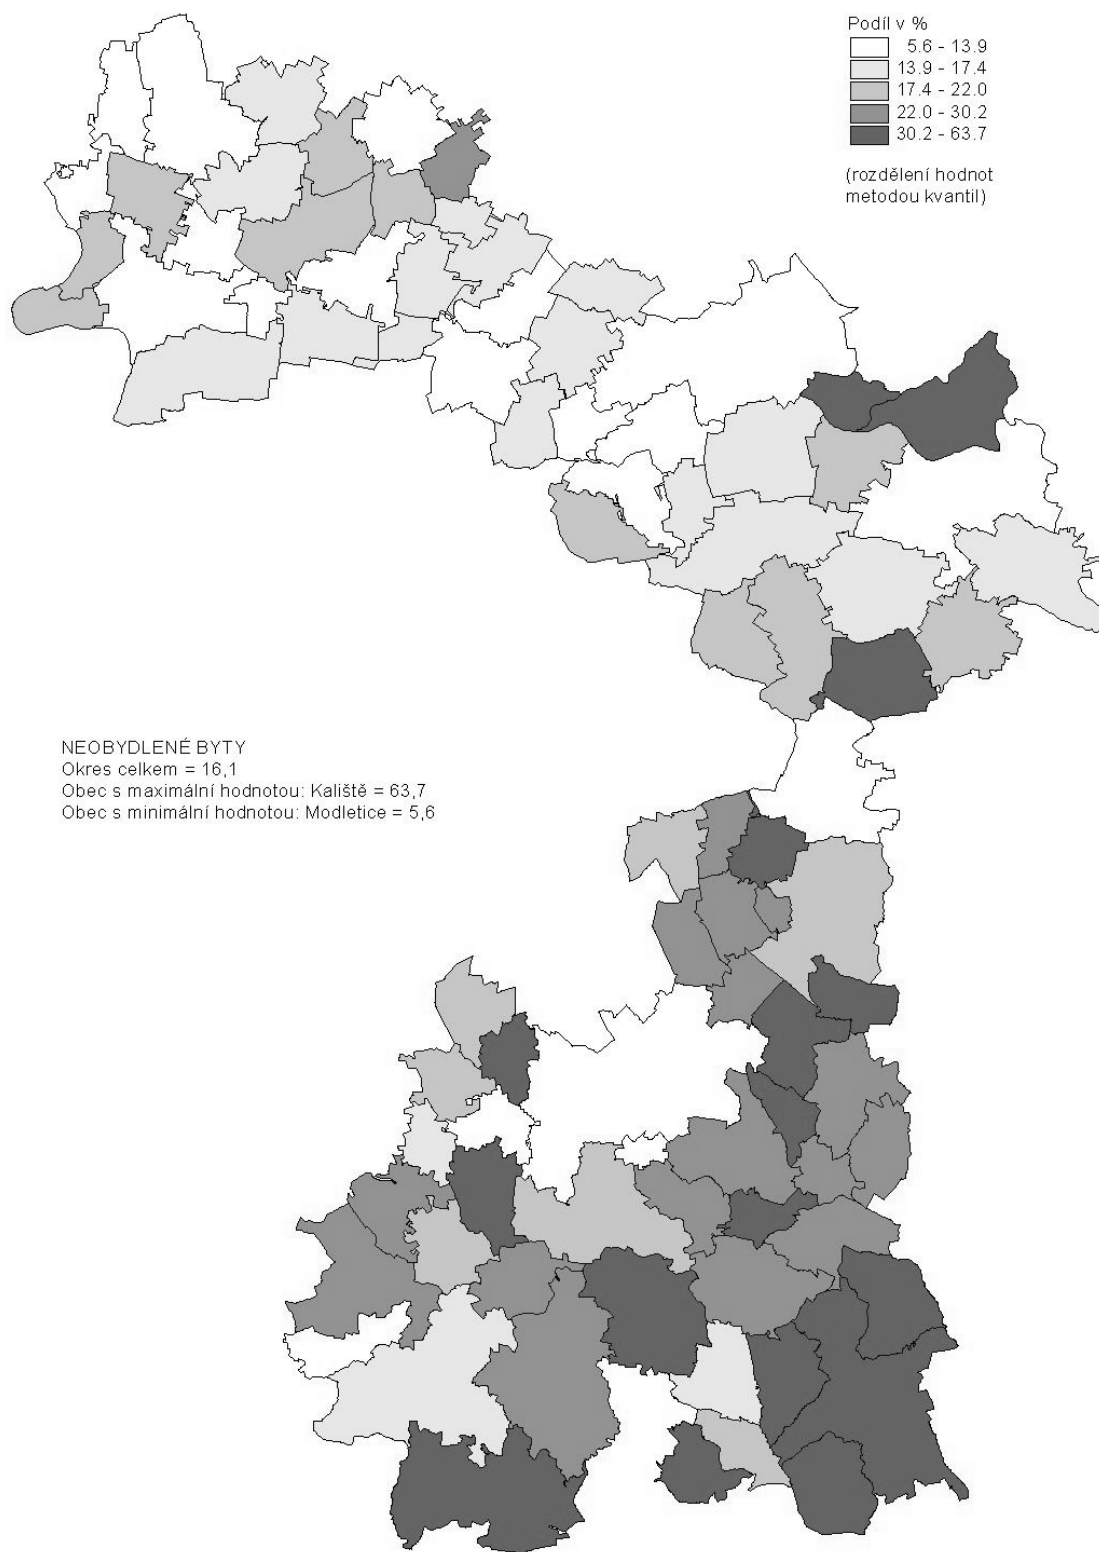 Podíl v %
5.6 - 13.9
13.9 - 17.4
17.4 - 22.0
22.0 - 30.2
30.2 - 63.7
(rozdělení hodnot
metodou kvantil)
NEOBYDLENÉ BYTY
Okres celkem = 16,1
Obec s maximální hodnotou: Kaliště = 63,7
Obec s minimální hodnotou: Modletice = 5,6